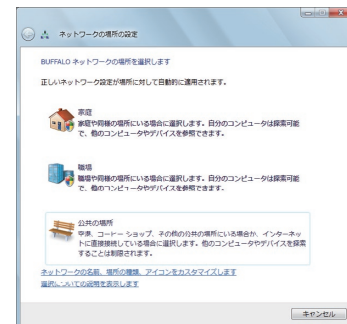 ネットワークの場所の設定
BUFFALO ネットワークの場所を選択します
正しいネットワーク設定が場所に対して自動的に適用されます。
家庭
家庭や同様の場所にいる場合に選択します。自分のコンピュータは探索可能
で、他のコンピュータやデバイスを参照できます。
職場
職場や同様の場所にいる場合に選択します。自分のコンピュータは探索可能
で、他のコンピュータやデバイスを参照できます。
公共の場所
空港、コーヒー ショップ、その他の公共の場所にいる場合か、インターネッ
トに直接接続している場合に選択します。他のコンピュータやデバイスを探索
することは制限されます。
ネットワークの名前、場所の種類、アイコンをカスタマイズします
選択についての説明を表示します
キャンセル